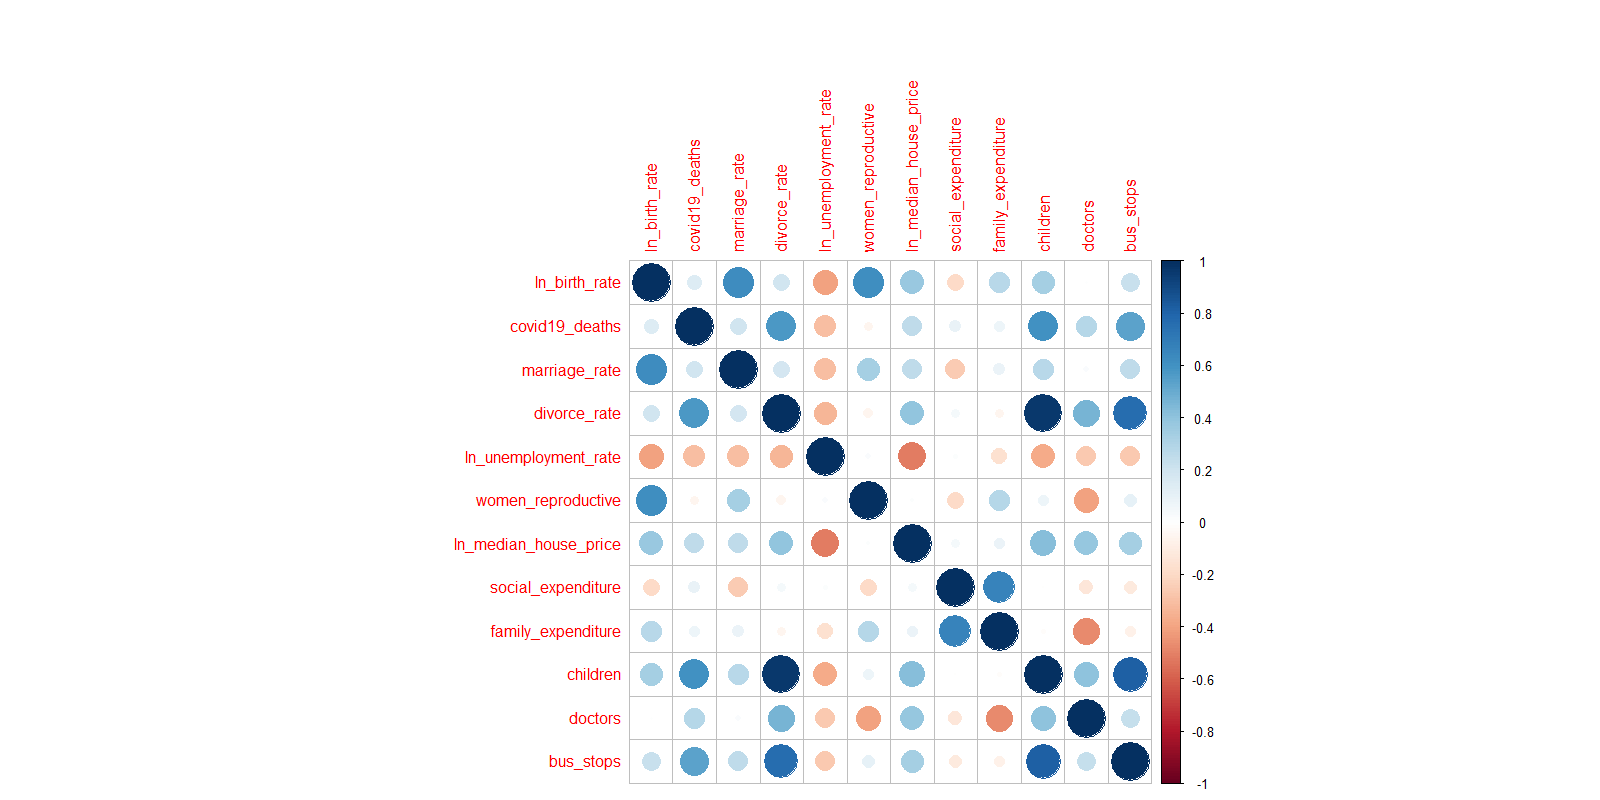 ln_birth_rate
covid19_deaths
marriage_rate
divorce_rate
ln_unemployment_rate
women_reproductive
ln_median_house_price
social_expenditure
family_expenditure
children
doctors
bus_stops
ln_birth_rate
covid19_deaths
marriage_rate
divorce_rate
ln_unemployment_rate
women_reproductive
ln_median_house_price
social_expenditure
family_expenditure
children
doctors
bus_stops
1
0.8
0.6
0.4
0.2
0
-0.2
-0.4
-0.6
-0.8
-1